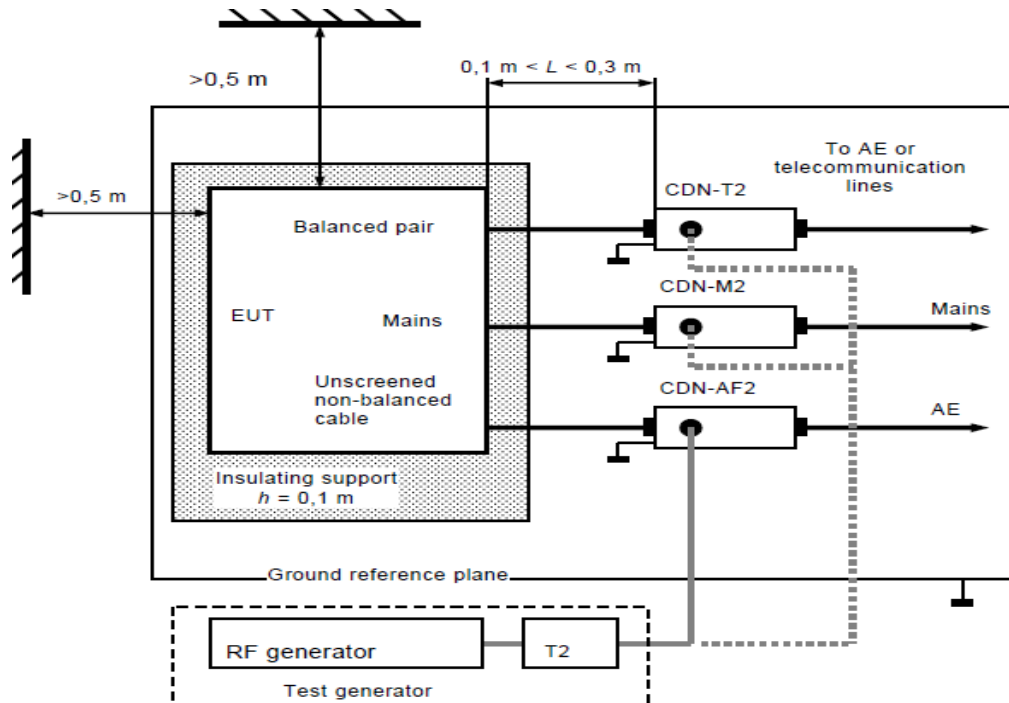 0,1 m < L < 0,3 m
>0,5 m
To AE or
telecommunication
lines
CDN-T2
>0,5 m
Balanced pair
CDN-M2
EUT
Mains
Mains
Unscreened
non-balanced
cable
CDN-AF2
AE
Insulating support
h = 0,1 m
Ground reference plane
RF generator
T2
Test generator